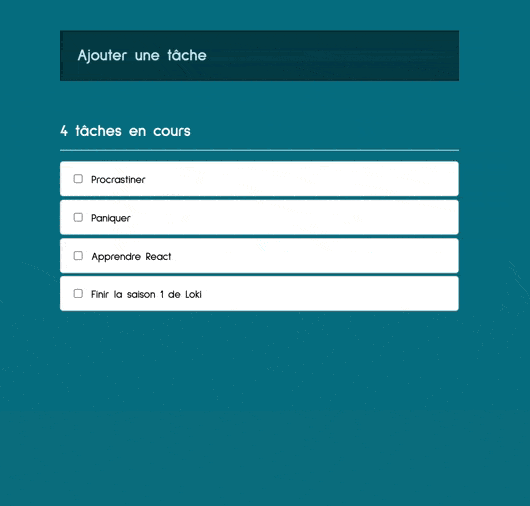 Ajouter une tâche
4 tâches en cours
Procrastiner
Paniquer
Apprendre React
Finir la saison 1 de Loki